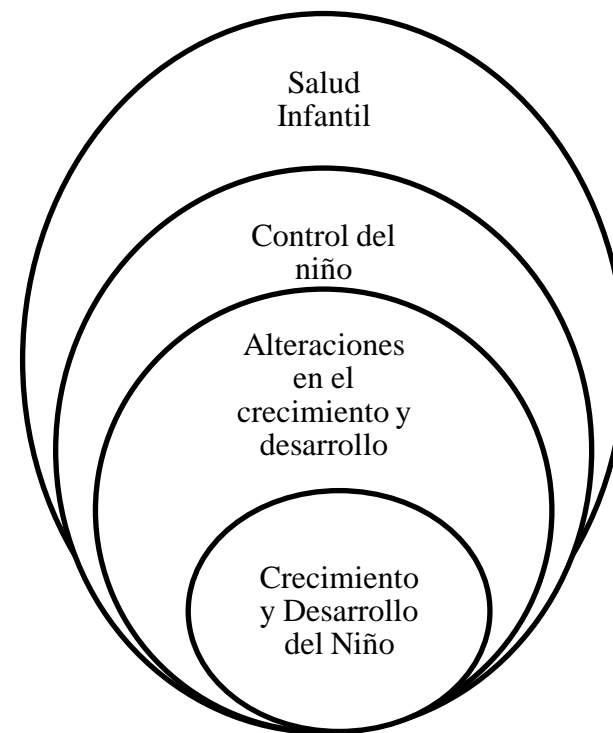 Salud
Infantil
Control del
niño
Alteraciones
en el
crecimiento y
desarrollo
Crecimiento
y Desarrollo
del Niño